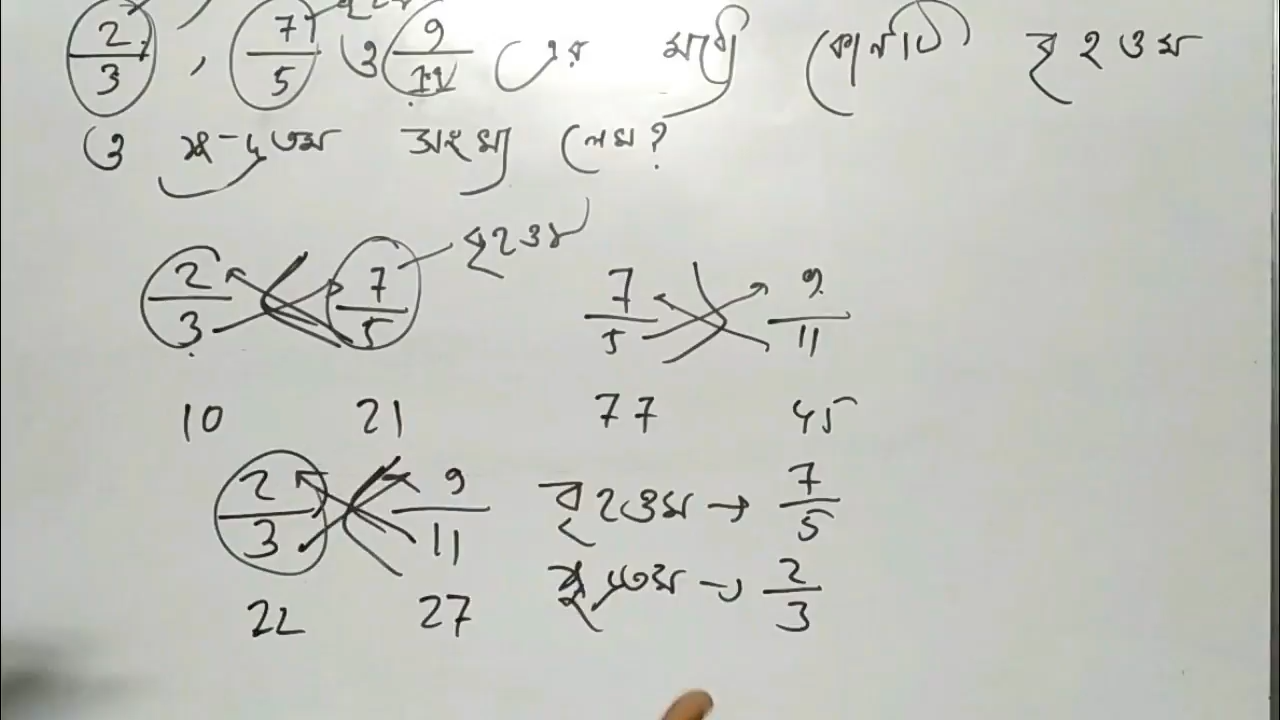 2/3 , 7/5 ও 9/11 এর মধ্যে কোনটি বৃহত্তম
ও ক্ষুদ্রতম সংখ্যা লেখ?
2/3 < 7/5 বৃহত্তম 7/5 > 9/11
10 21 77 45
2/3 < 9/11 বৃহত্তম → 7/5
22 27 ক্ষুদ্রতম → 2/3